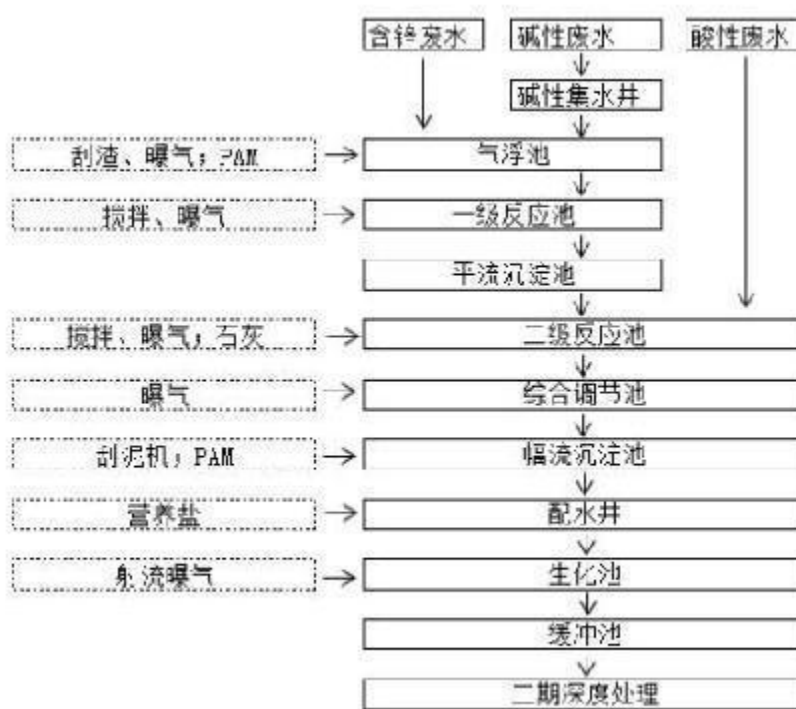 含锌废水 碱性废水 酸性废水
碱性集水井
刮渣、曝气；PAM 气浮池
搅拌、曝气 一级反应池
平流沉淀池
搅拌、曝气；石灰 二级反应池
曝气 综合调节池
刮泥机；PAM 幅流沉淀池
营养盐 配水井
射流曝气 生化池
缓冲池
二期深度处理